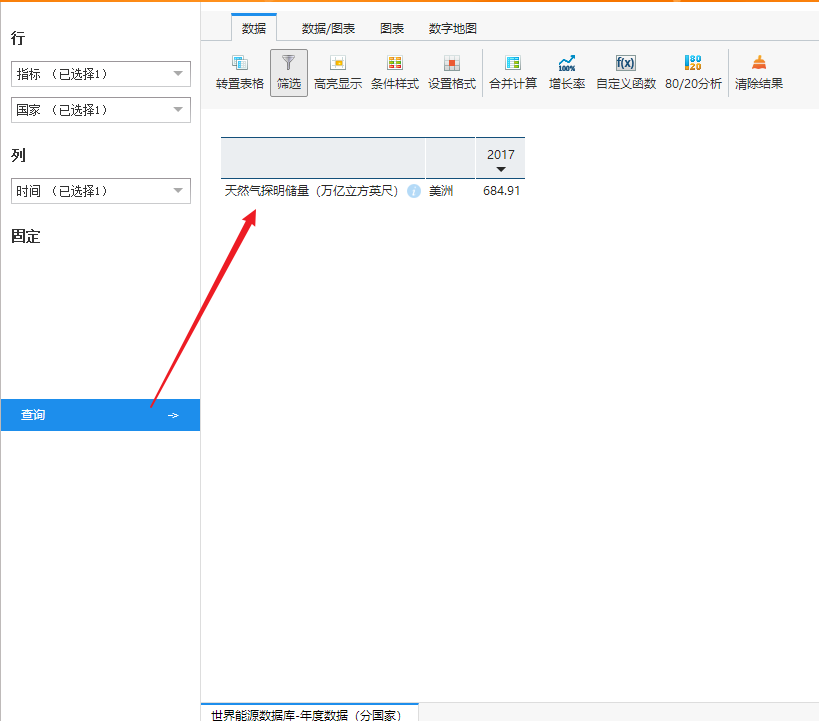 行
指标 （已选择1）
国家 （已选择1）
列
时间 （已选择1）
固定
查询
数据 数据/图表 图表 数字地图
转置表格 筛选 高亮显示 条件样式 设置格式 合并计算 增长率 自定义函数 80/20分析 清除结果
100% f(x) 80 20
2017
天然气探明储量（万亿立方英尺） i 美洲 684.91
世界能源数据库-年度数据（分国家）